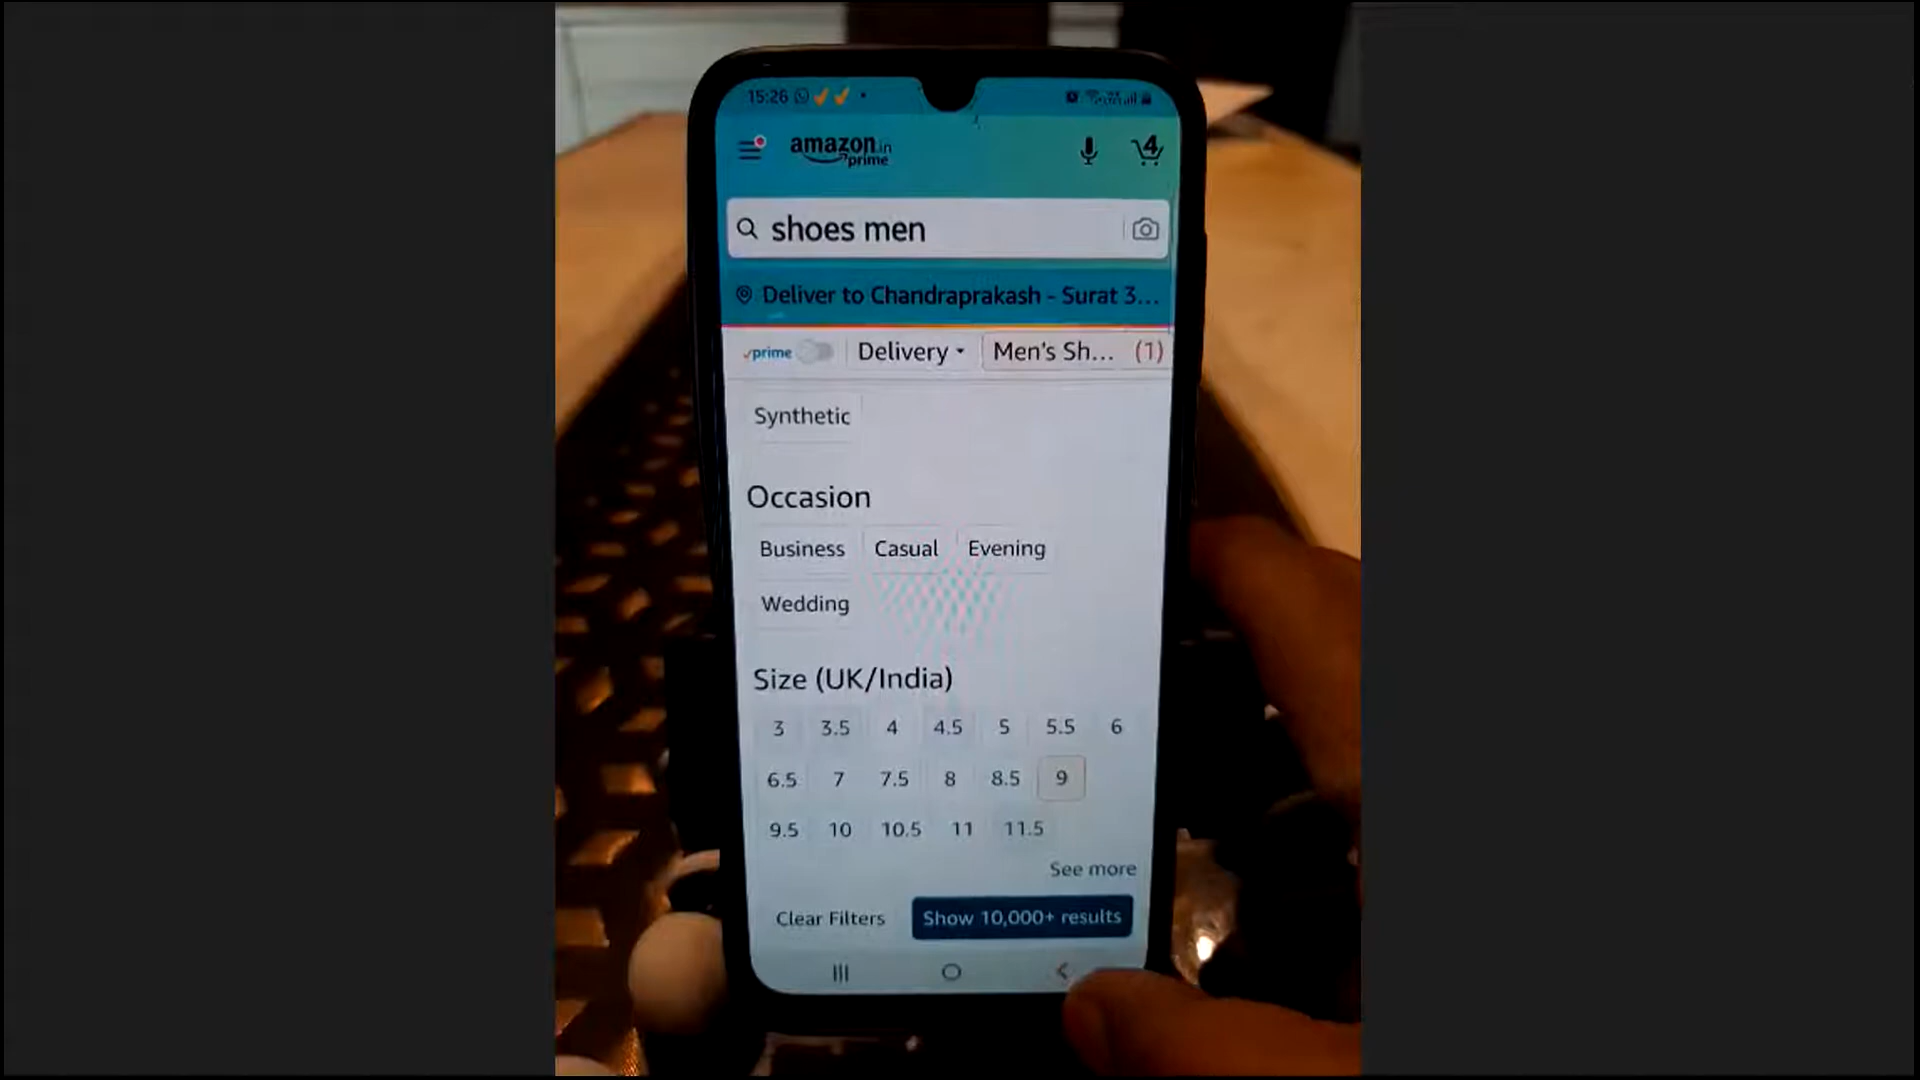 15:26
amazon.in
prime
4
shoes men
Deliver to Chandraprakash - Surat 3...
prime Delivery Men's Sh... (1)
Synthetic
Occasion
Business Casual Evening
Wedding
Size (UK/India)
3 3.5 4 4.5 5 5.5 6
6.5 7 7.5 8 8.5 9
9.5 10 10.5 11 11.5
See more
Clear Filters Show 10,000+ results